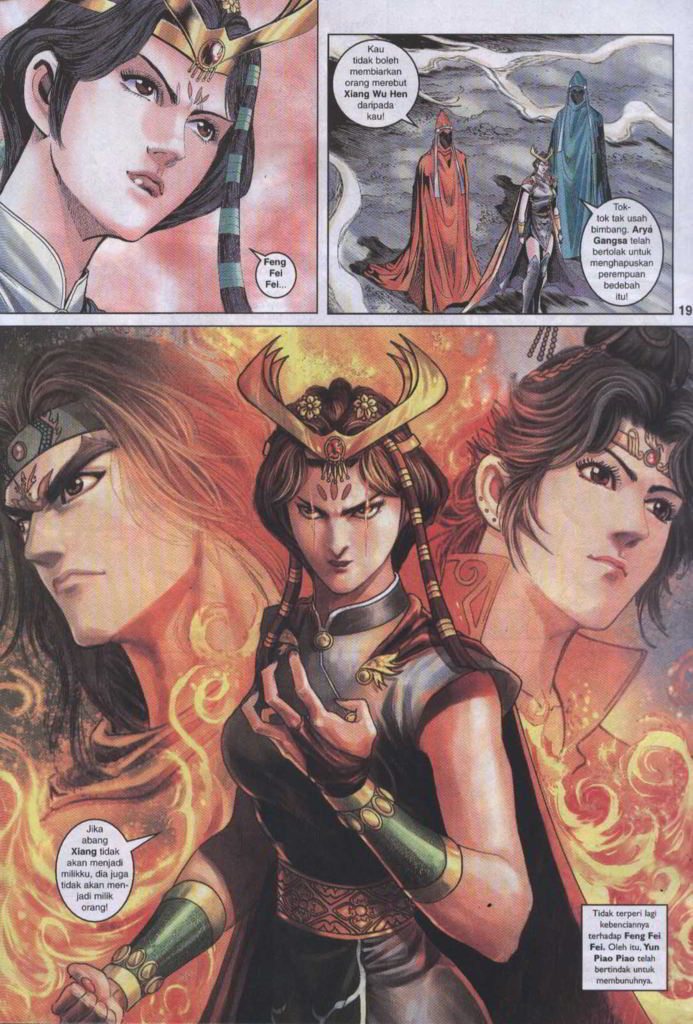 Feng
Fei
Fei...
Kau
tidak boleh
membiarkan
orang merebut
Xiang Wu Hen
daripada
kau!
Tok-
tok tak usah
bimbang. Arya
Gangsa telah
bertolak untuk
menghapuskan
perempuan
bedebah
itu!
19
Jika
abang
Xiang tidak
akan menjadi
milikku, dia juga
tidak akan men-
jadi milik
orang!
Tidak terperi lagi
kebenciannya
terhadap Feng Fei
Fei. Oleh itu, Yun
Piao Piao telah
bertindak untuk
membunuhnya.